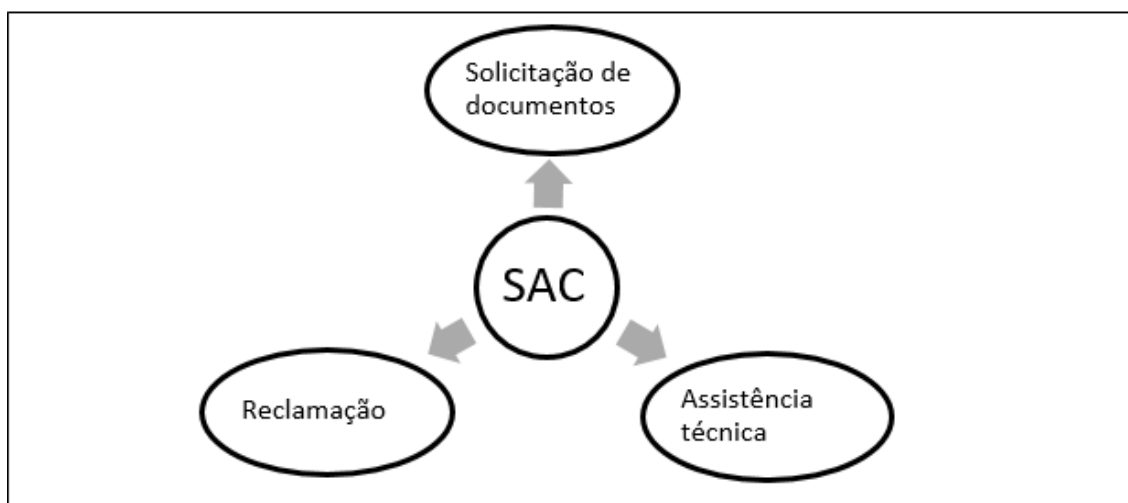 Solicitação de
documentos
SAC
Reclamação
Assistência
técnica